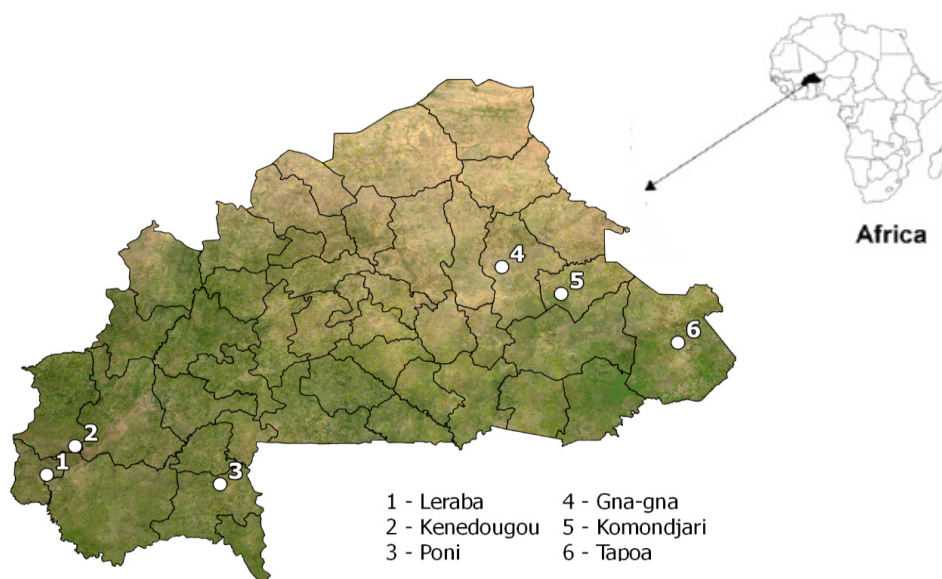 Africa
4
5
6
2
1
3
1 - Leraba
2 - Kenedougou
3 - Poni
4 - Gna-gna
5 - Komondjari
6 - Tapoa